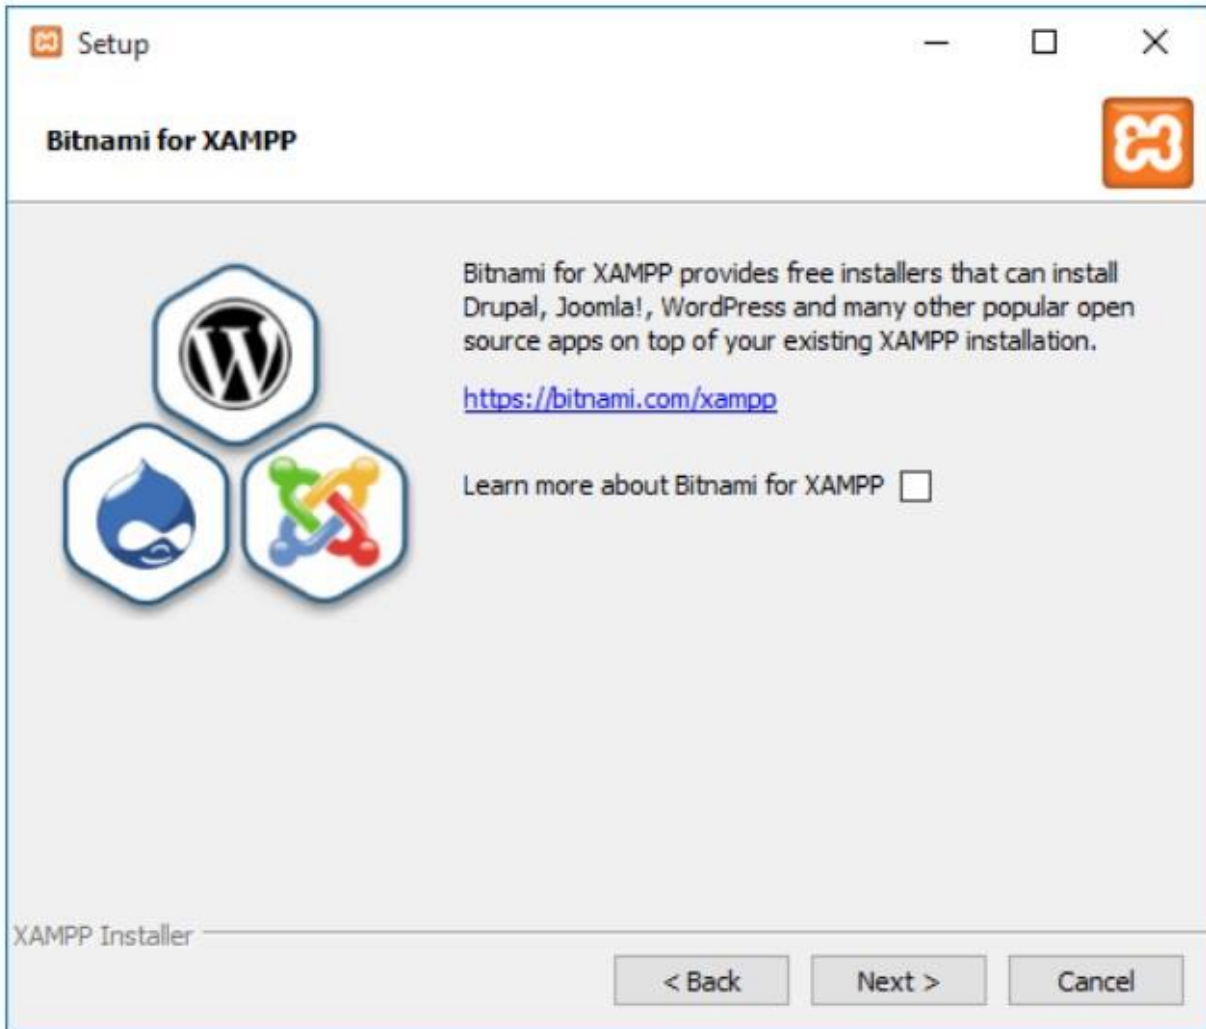 Setup
Bitnami for XAMPP
Bitnami for XAMPP provides free installers that can install
Drupal, Joomla!, WordPress and many other popular open
source apps on top of your existing XAMPP installation.
https://bitnami.com/xampp
Learn more about Bitnami for XAMPP
XAMPP Installer
< Back
Next >
Cancel